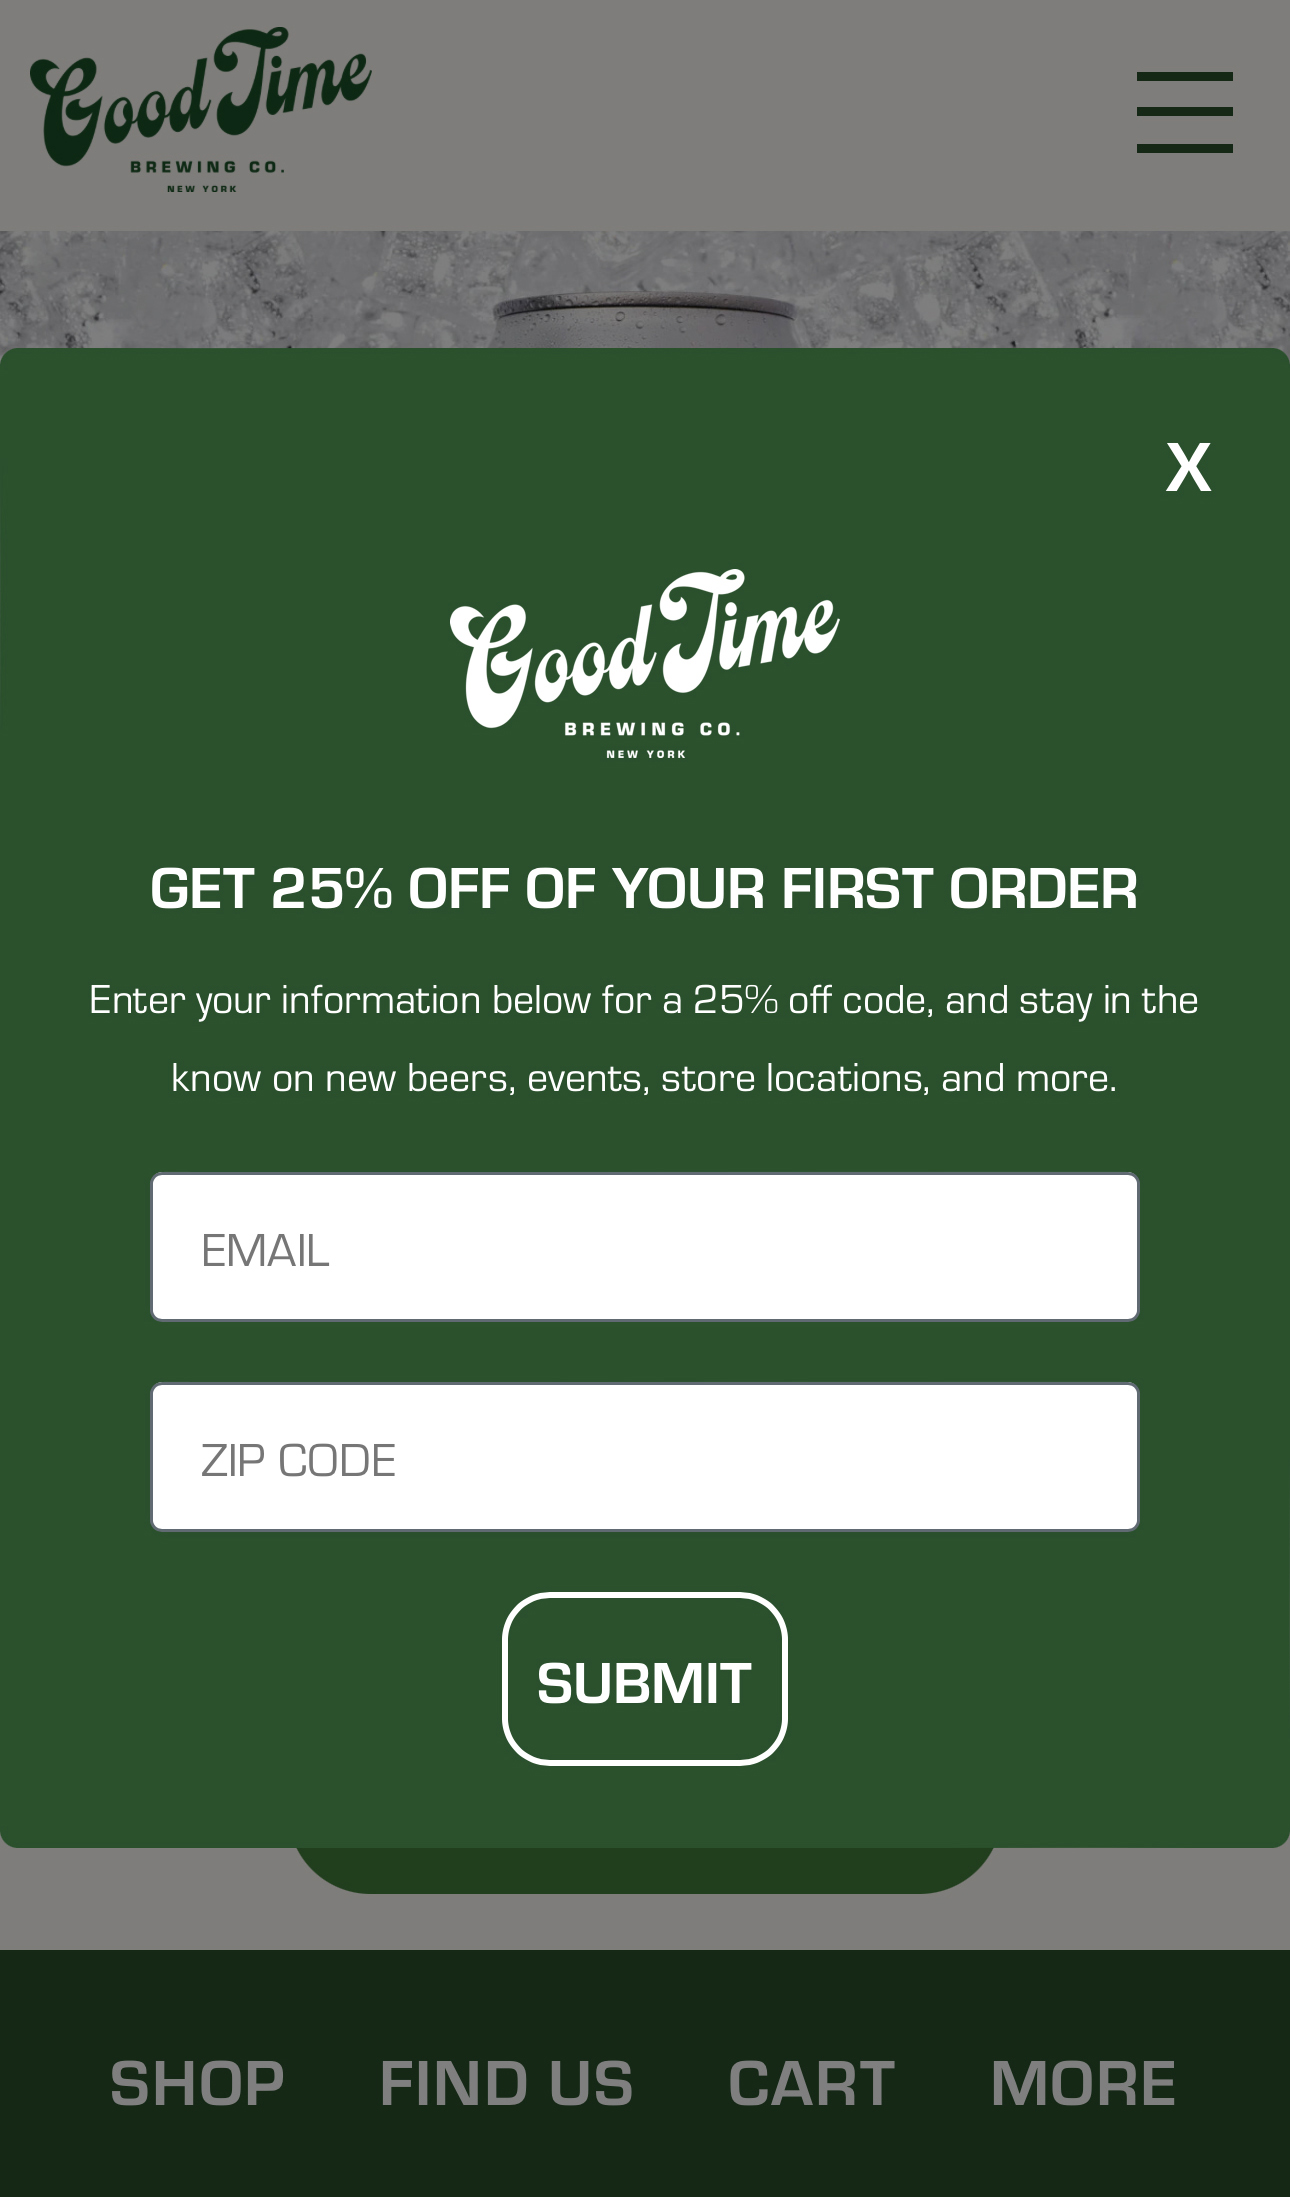 Good Time
BREWING CO.
NEW YORK
X
Good Time
BREWING CO.
NEW YORK
GET 25% OFF OF YOUR FIRST ORDER
Enter your information below for a 25% off code, and stay in the
know on new beers, events, store locations, and more.
EMAIL
ZIP CODE
SUBMIT
SHOP FIND US CART MORE